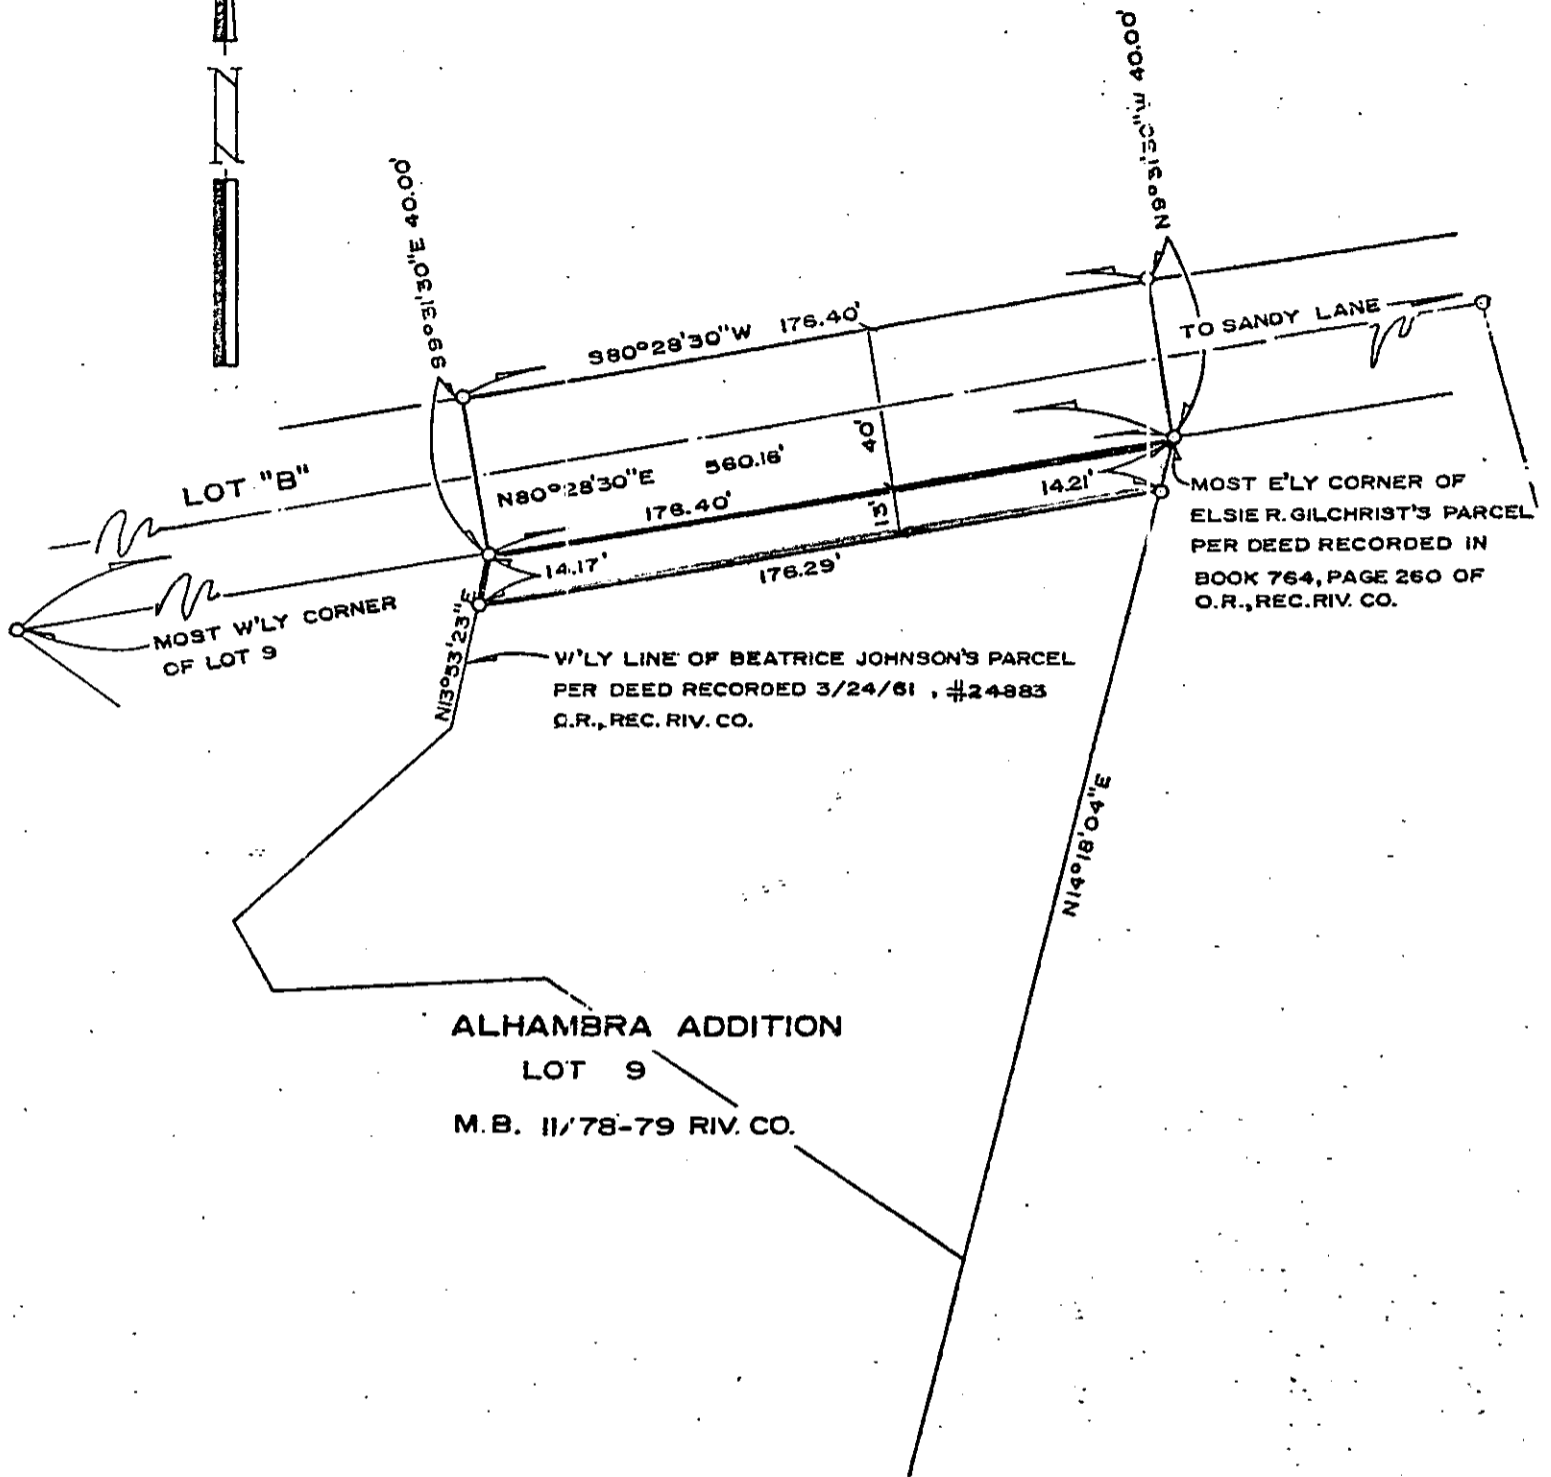 S9°31'30"E 40.00'
N9°31'30"W 40.00'
S80°28'30"W 176.40'
TO SANDY LANE
LOT "B"
N80°28'30"E 560.16'
40'
176.40'
15'
14.21'
14.17'
176.29'
MOST E'LY CORNER OF
ELSIE R. GILCHRIST'S PARCEL
PER DEED RECORDED IN
BOOK 764, PAGE 260 OF
O.R., REC. RIV. CO.
MOST W'LY CORNER
OF LOT 9
N13°53'23"E
W'LY LINE OF BEATRICE JOHNSON'S PARCEL
PER DEED RECORDED 3/24/61, #24883
O.R., REC. RIV. CO.
N14°18'04"E
ALHAMBRA ADDITION
LOT 9
M.B. 11/78-79 RIV. CO.